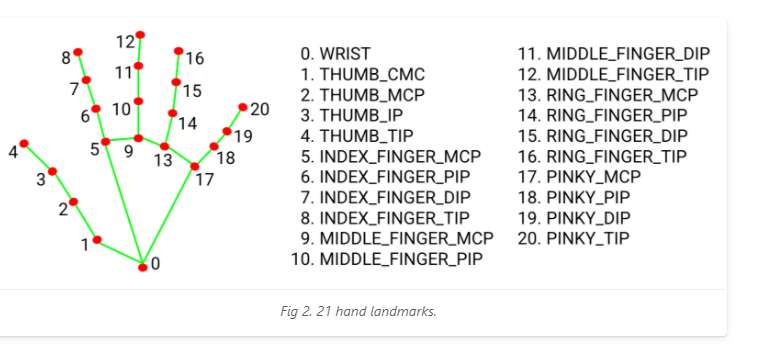 12
8
16
11
7
15
10
6
20
14
19
5
9
4
13
18
3
17
2
1
0
0. WRIST
1. THUMB_CMC
2. THUMB_MCP
3. THUMB_IP
4. THUMB_TIP
5. INDEX_FINGER_MCP
6. INDEX_FINGER_PIP
7. INDEX_FINGER_DIP
8. INDEX_FINGER_TIP
9. MIDDLE_FINGER_MCP
10. MIDDLE_FINGER_PIP
11. MIDDLE_FINGER_DIP
12. MIDDLE_FINGER_TIP
13. RING_FINGER_MCP
14. RING_FINGER_PIP
15. RING_FINGER_DIP
16. RING_FINGER_TIP
17. PINKY_MCP
18. PINKY_PIP
19. PINKY_DIP
20. PINKY_TIP
Fig 2. 21 hand landmarks.